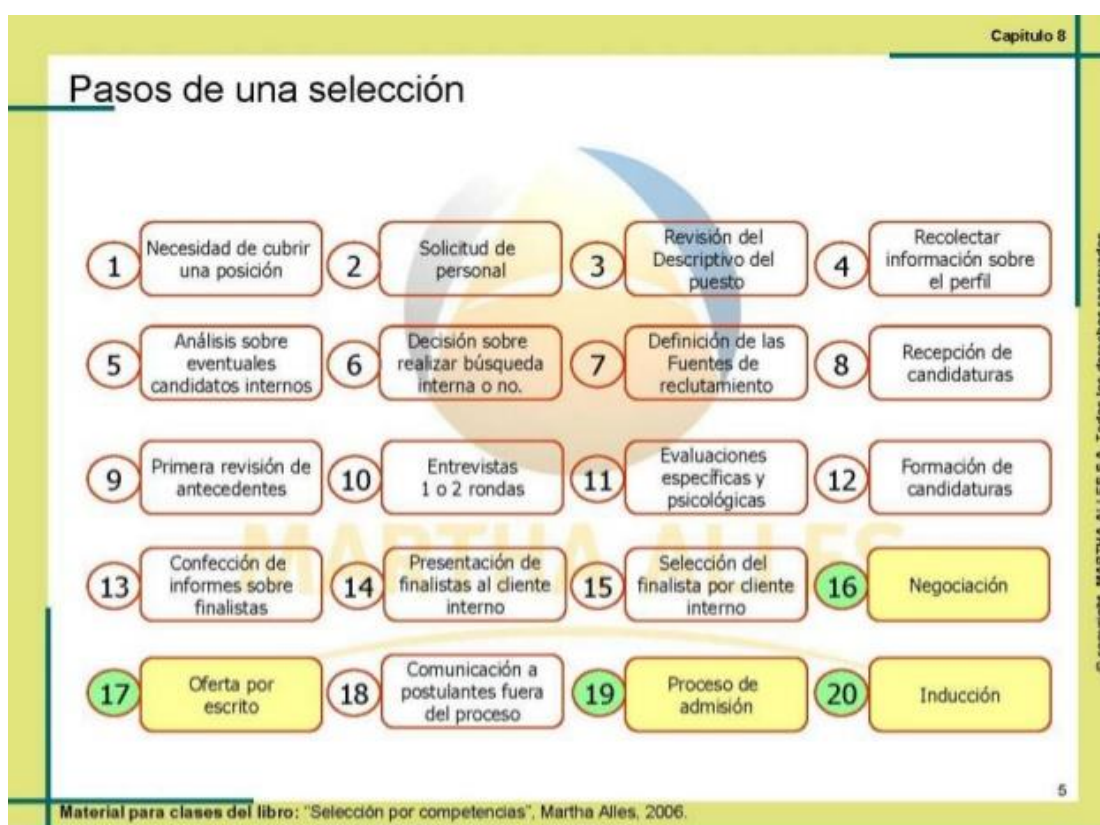 Capitulo 8
Pasos de una selección
1
Necesidad de cubrir
una posición
2
Solicitud de
personal
3
Revisión del
Descriptivo del
puesto
4
Recolectar
información sobre
el perfil
5
Análisis sobre
eventuales
candidatos internos
6
Decisión sobre
realizar búsqueda
interna o no.
7
Definición de las
Fuentes de
reclutamiento
8
Recepción de
candidaturas
9
Primera revisión de
antecedentes
10
Entrevistas
1 o 2 rondas
11
Evaluaciones
específicas y
psicológicas
12
Formación de
candidaturas
13
Confección de
informes sobre
finalistas
14
Presentación de
finalistas al cliente
interno
15
Selección del
finalista por cliente
interno
16
Negociación
17
Oferta por
escrito
18
Comunicación a
postulantes fuera
del proceso
19
Proceso de
admisión
20
Inducción
MARTHA ALLES
5
Material para clases del libro: "Selección por competencias", Martha Alles, 2006.